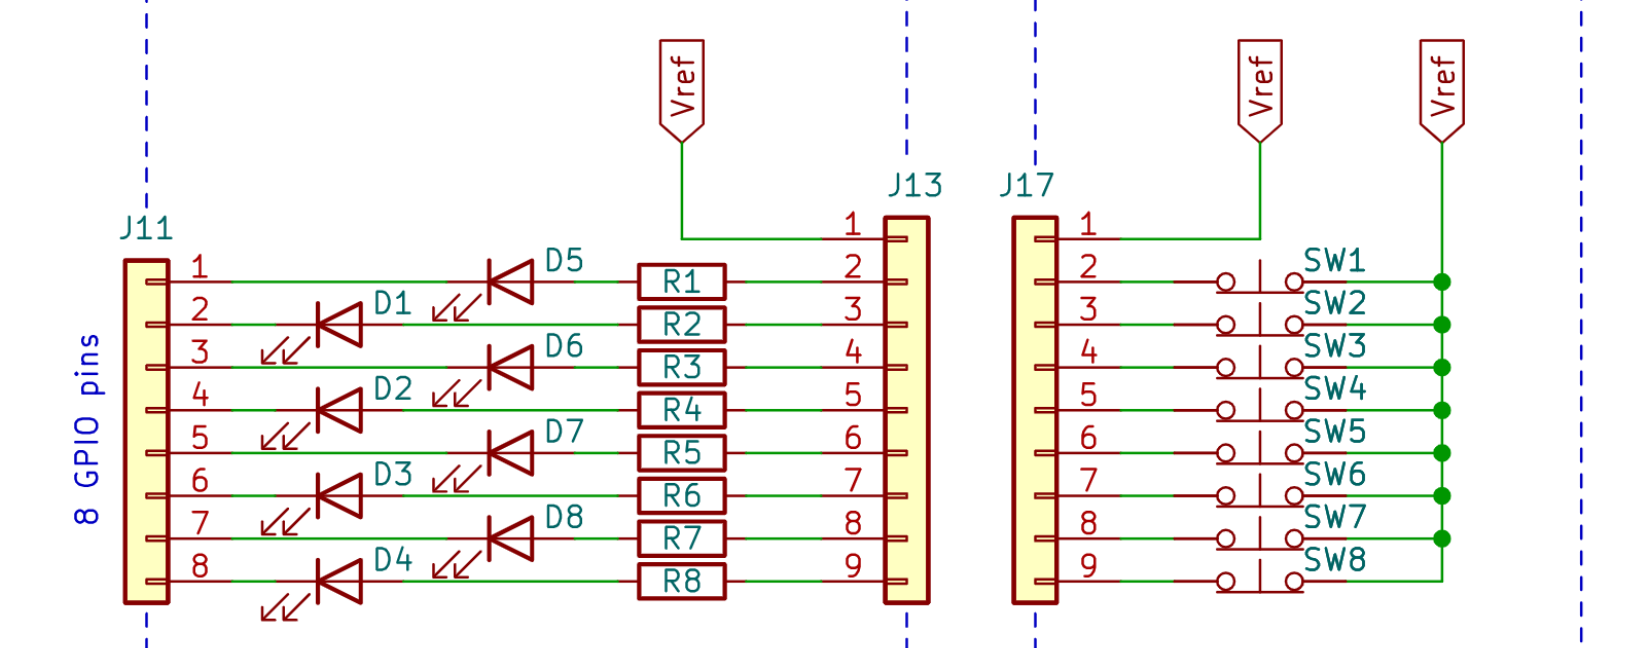 Vref
Vref
Vref
J13
J17
J11
1
1
1
D5
2
2
SW1
R1
2
D1
3
3
SW2
R2
3
D6
4
4
SW3
R3
4
D2
5
5
SW4
R4
5
D7
6
6
SW5
R5
6
D3
7
7
SW6
R6
7
D8
8
8
SW7
R7
8
D4
9
9
SW8
R8
8 GPIO pins